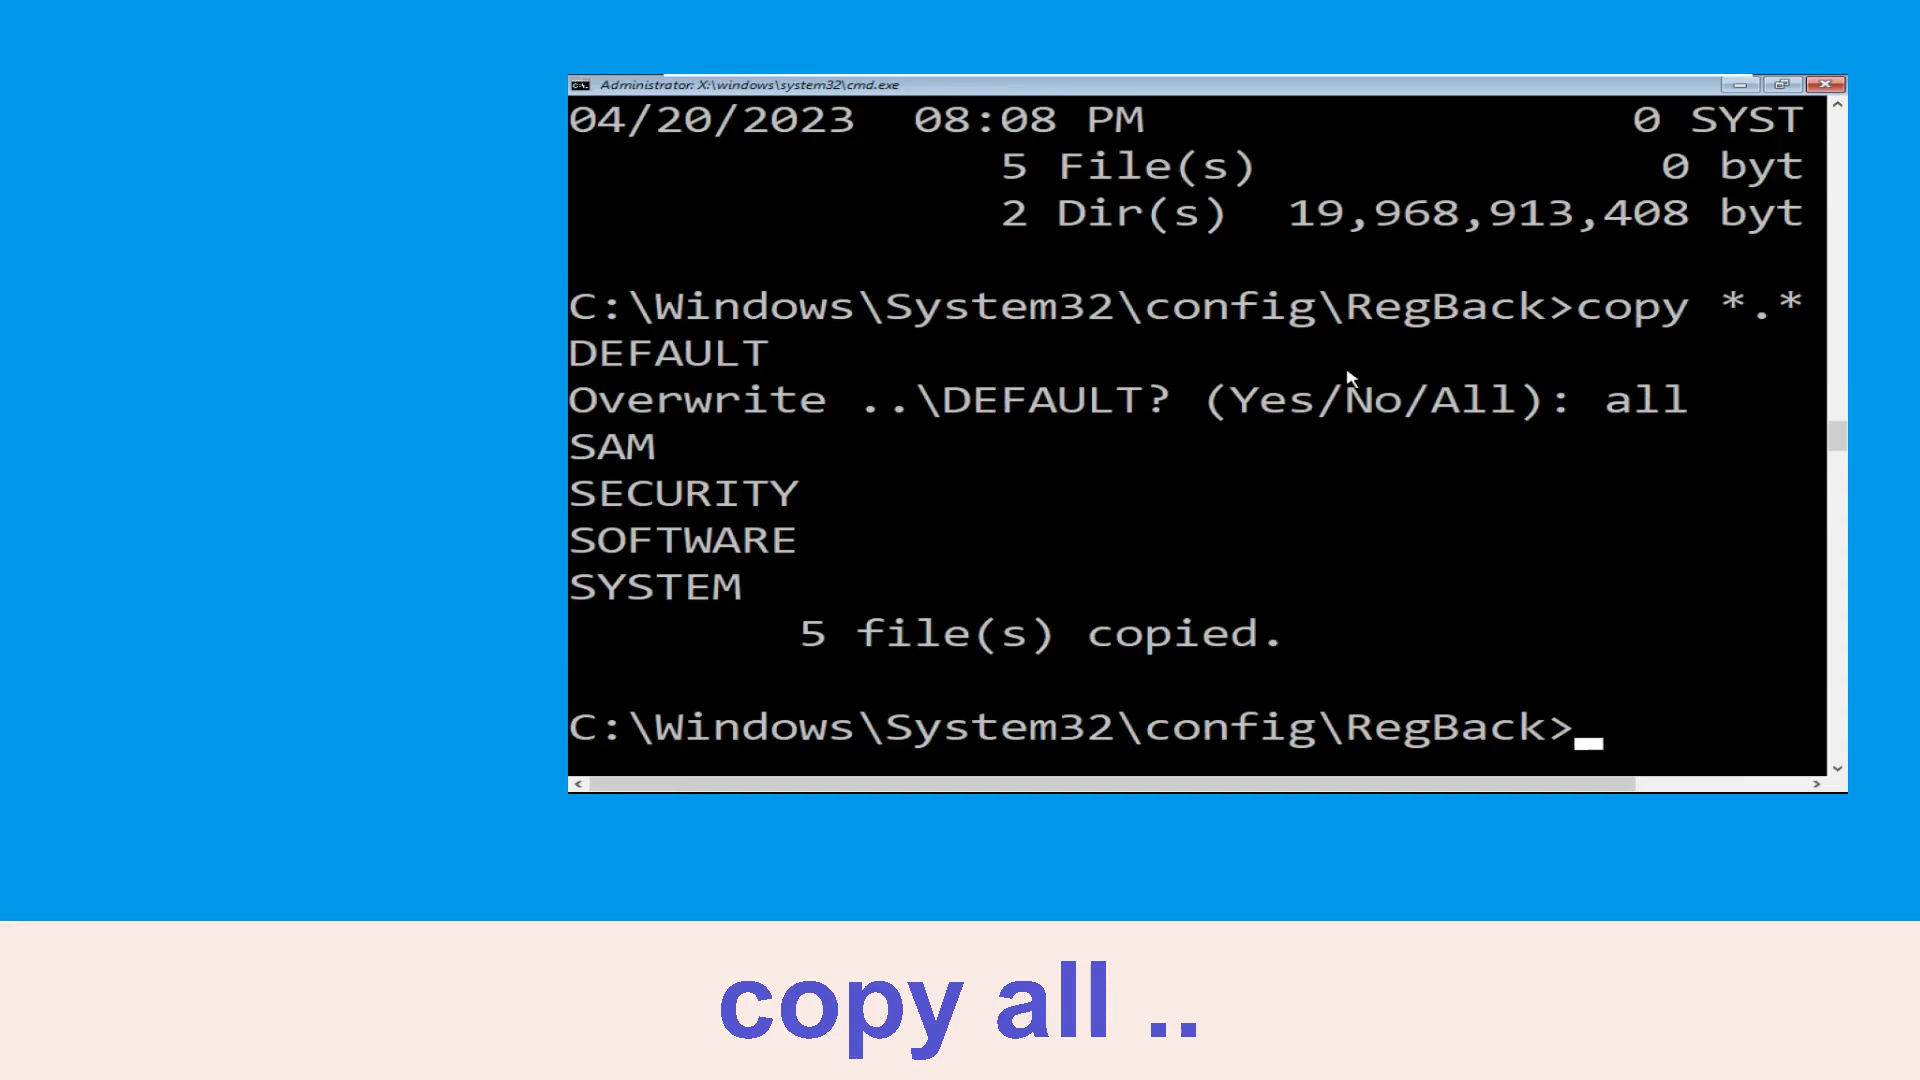 Administrator: X:\windows\system32\cmd.exe
04/20/2023  08:08 PM                 0 SYST
               5 File(s)              0 byt
               2 Dir(s)  19,968,913,408 byt
C:\Windows\System32\config\RegBack>copy *.*
DEFAULT
Overwrite ..\DEFAULT? (Yes/No/All): all
SAM
SECURITY
SOFTWARE
SYSTEM
        5 file(s) copied.
C:\Windows\System32\config\RegBack>
copy all ..